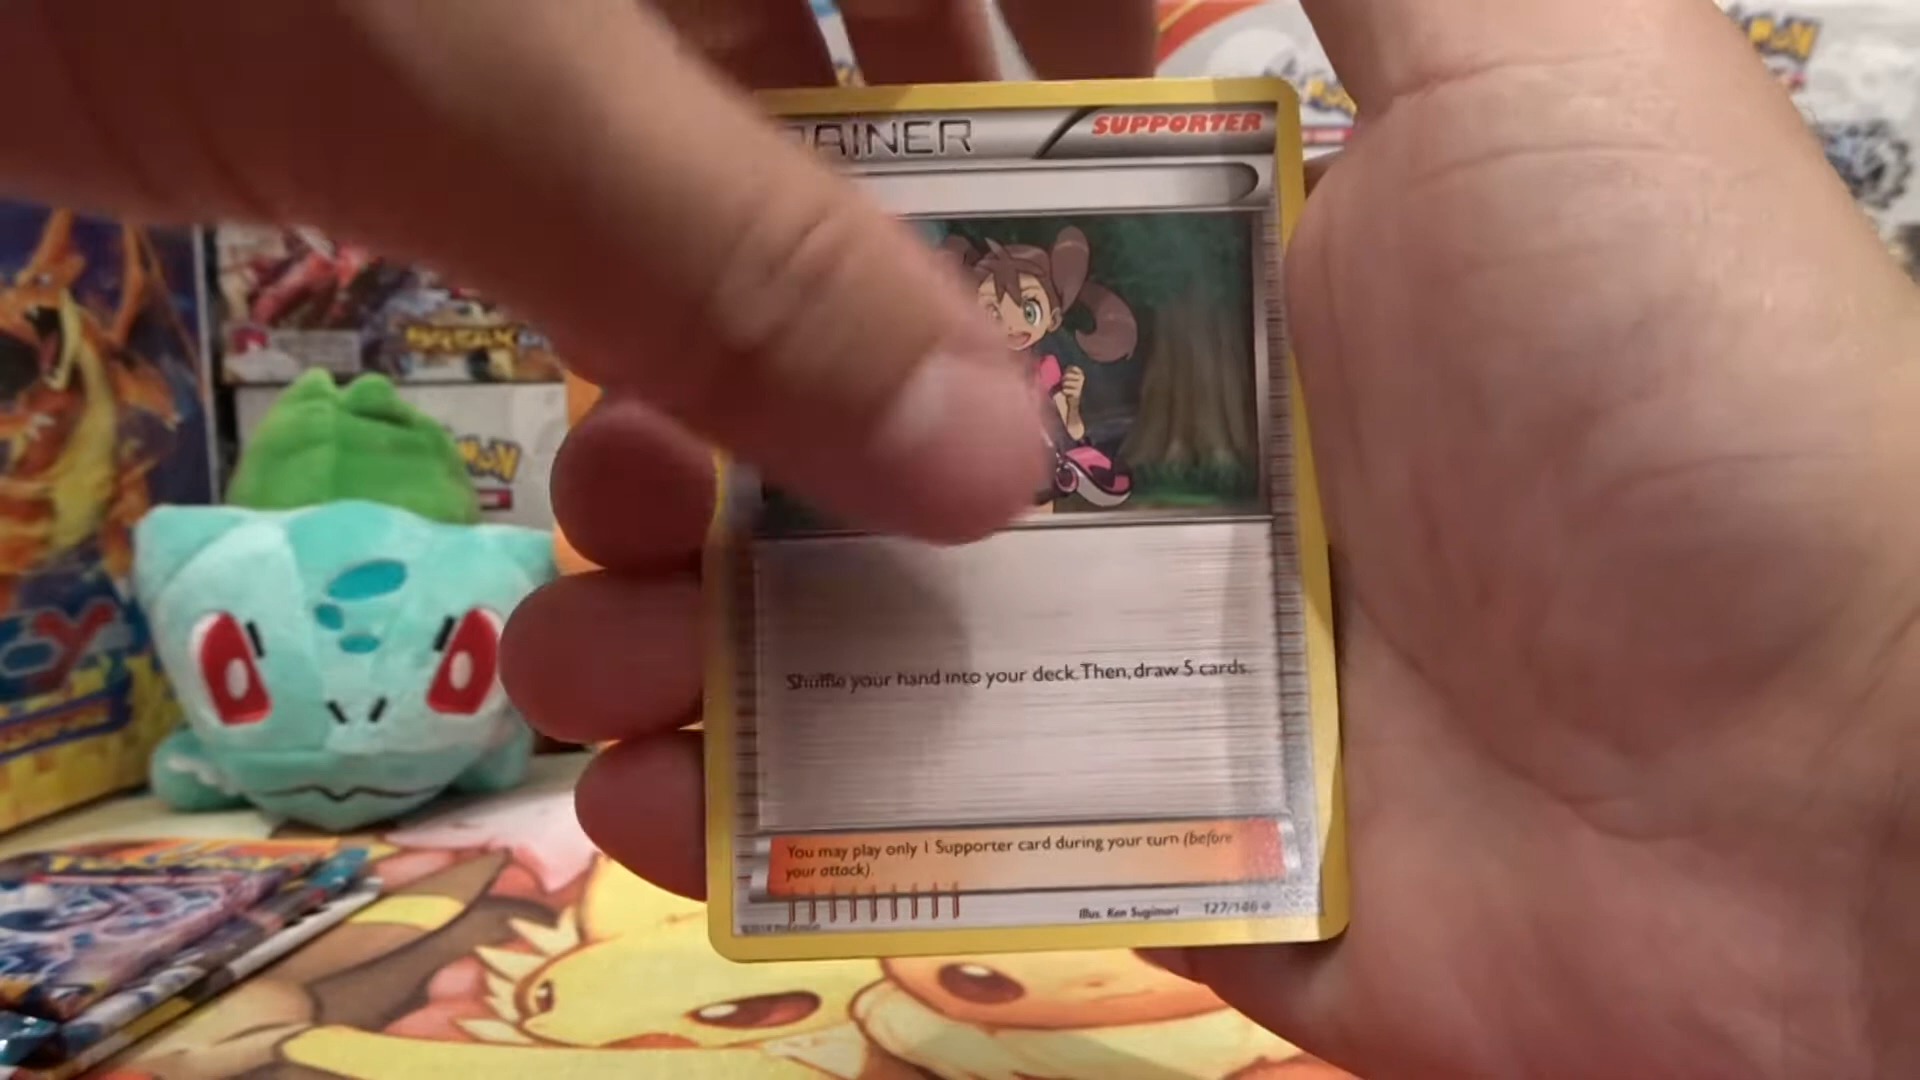 RAINER
SUPPORTER
Shuffle your hand into your deck. Then, draw 5 cards.
You may play only 1 Supporter card during your turn (before
your attack).
Illus. Ken Sugimori 127/146